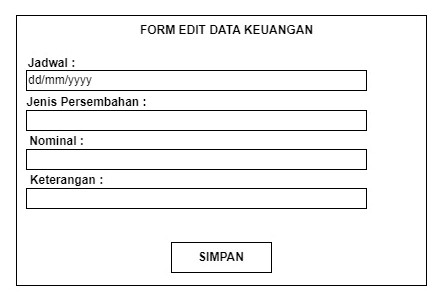 FORM EDIT DATA KEUANGAN
Jadwal :
dd/mm/yyyy
Jenis Persembahan :
Nominal :
Keterangan :
SIMPAN